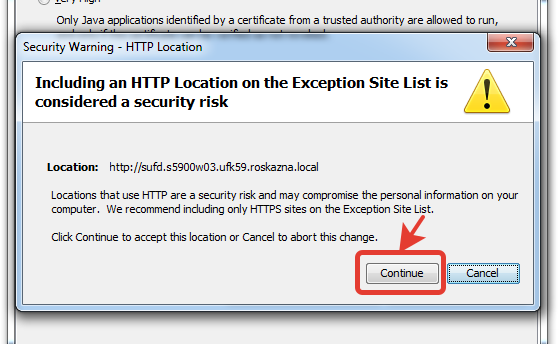 Very High
Only Java applications identified by a certificate from a trusted authority are allowed to run,
Security Warning - HTTP Location
Including an HTTP Location on the Exception Site List is
considered a security risk
Location: http://sufd.s5900w03.ufk59.roskazna.local
Locations that use HTTP are a security risk and may compromise the personal information on your
computer. We recommend including only HTTPS sites on the Exception Site List.
Click Continue to accept this location or Cancel to abort this change.
Continue
Cancel